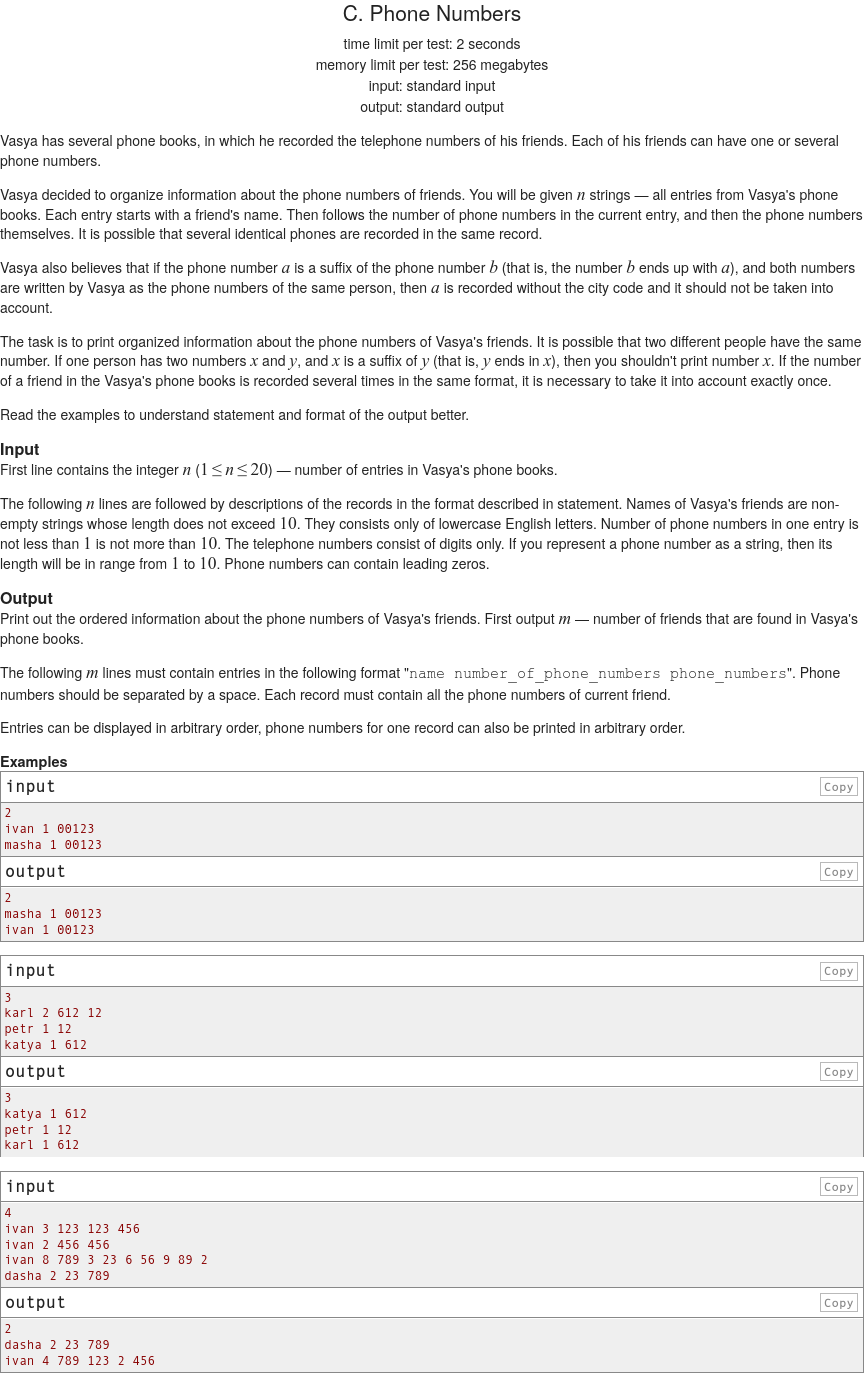 C. Phone Numbers
time limit per test: 2 seconds
memory limit per test: 256 megabytes
input: standard input
output: standard output
Vasya has several phone books, in which he recorded the telephone numbers of his friends. Each of his friends can have one or several
phone numbers.
Vasya decided to organize information about the phone numbers of friends. You will be given n strings — all entries from Vasya's phone
books. Each entry starts with a friend's name. Then follows the number of phone numbers in the current entry, and then the phone numbers
themselves. It is possible that several identical phones are recorded in the same record.
Vasya also believes that if the phone number a is a suffix of the phone number b (that is, the number b ends up with a), and both numbers
are written by Vasya as the phone numbers of the same person, then a is recorded without the city code and it should not be taken into
account.
The task is to print organized information about the phone numbers of Vasya's friends. It is possible that two different people have the same
number. If one person has two numbers x and y, and x is a suffix of y (that is, y ends in x), then you shouldn't print number x. If the number
of a friend in the Vasya's phone books is recorded several times in the same format, it is necessary to take it into account exactly once.
Read the examples to understand statement and format of the output better.
Input
First line contains the integer n (1 ≤ n ≤ 20) — number of entries in Vasya's phone books.
The following n lines are followed by descriptions of the records in the format described in statement. Names of Vasya's friends are non-
empty strings whose length does not exceed 10. They consists only of lowercase English letters. Number of phone numbers in one entry is
not less than 1 is not more than 10. The telephone numbers consist of digits only. If you represent a phone number as a string, then its
length will be in range from 1 to 10. Phone numbers can contain leading zeros.
Output
Print out the ordered information about the phone numbers of Vasya's friends. First output m — number of friends that are found in Vasya's
phone books.
The following m lines must contain entries in the following format "name number_of_phone_numbers phone_numbers". Phone
numbers should be separated by a space. Each record must contain all the phone numbers of current friend.
Entries can be displayed in arbitrary order, phone numbers for one record can also be printed in arbitrary order.
Examples
input Copy
2
ivan 1 00123
masha 1 00123
output Copy
2
masha 1 00123
ivan 1 00123
input Copy
3
karl 2 612 12
petr 1 12
katya 1 612
output Copy
3
katya 1 612
petr 1 12
karl 1 612
input Copy
4
ivan 3 123 123 456
ivan 2 456 456
ivan 8 789 3 23 6 56 9 89 2
dasha 2 23 789
output Copy
2
dasha 2 23 789
ivan 4 789 123 2 456